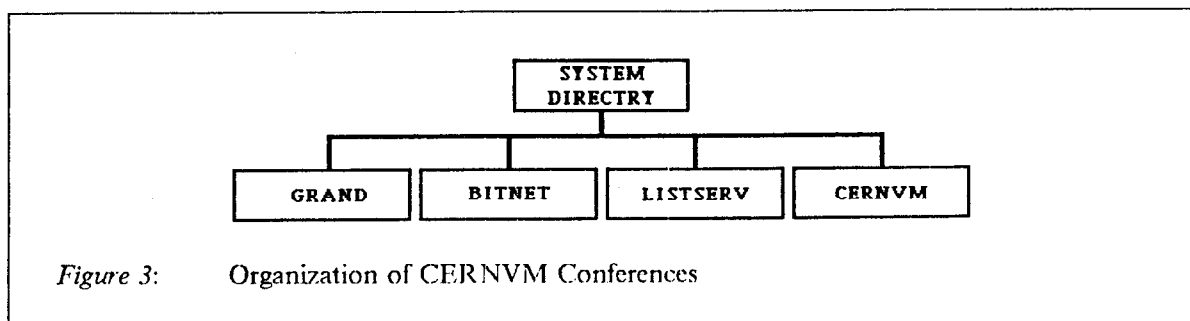 SYSTEM
DIRECTRY
GRAND BITNET LISTSERV CERNVM
Figure 3: Organization of CERNVM Conferences